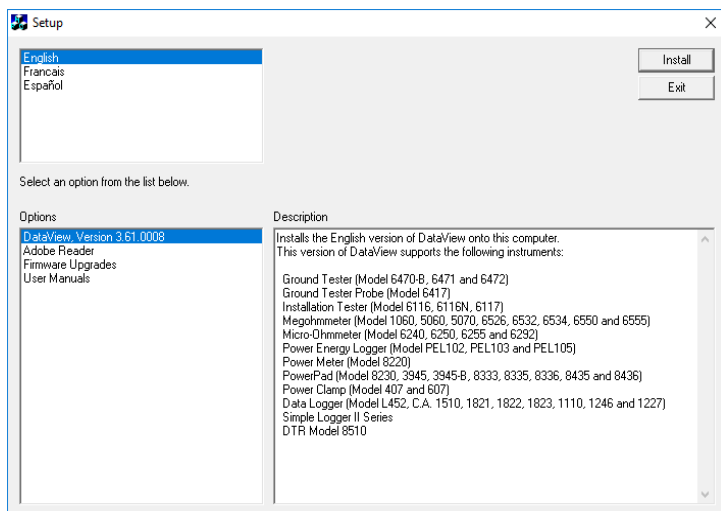 Setup
English
Francais
Español
Install
Exit
Select an option from the list below.
Options
DataView, Version 3.61.0008
Adobe Reader
Firmware Upgrades
User Manuals
Description
Installs the English version of DataView onto this computer.
This version of DataView supports the following instruments:
Ground Tester (Model 6470-B, 6471 and 6472)
Ground Tester Probe (Model 6417)
Installation Tester (Model 6116, 6116N, 6117)
Megohmmeter (Model 1060, 5060, 5070, 6526, 6532, 6534, 6550 and 6555)
Micro-Ohmmeter (Model 6240, 6250, 6255 and 6292)
Power Energy Logger (Model PEL102, PEL103 and PEL105)
Power Meter (Model 8220)
PowerPad (Model 8230, 3945, 3945-B, 8333, 8335, 8336, 8435 and 8436)
Power Clamp (Model 407 and 607)
Data Logger (Model L452, C.A. 1510, 1821, 1822, 1823, 1110, 1246 and 1227)
Simple Logger II Series
DTR Model 8510